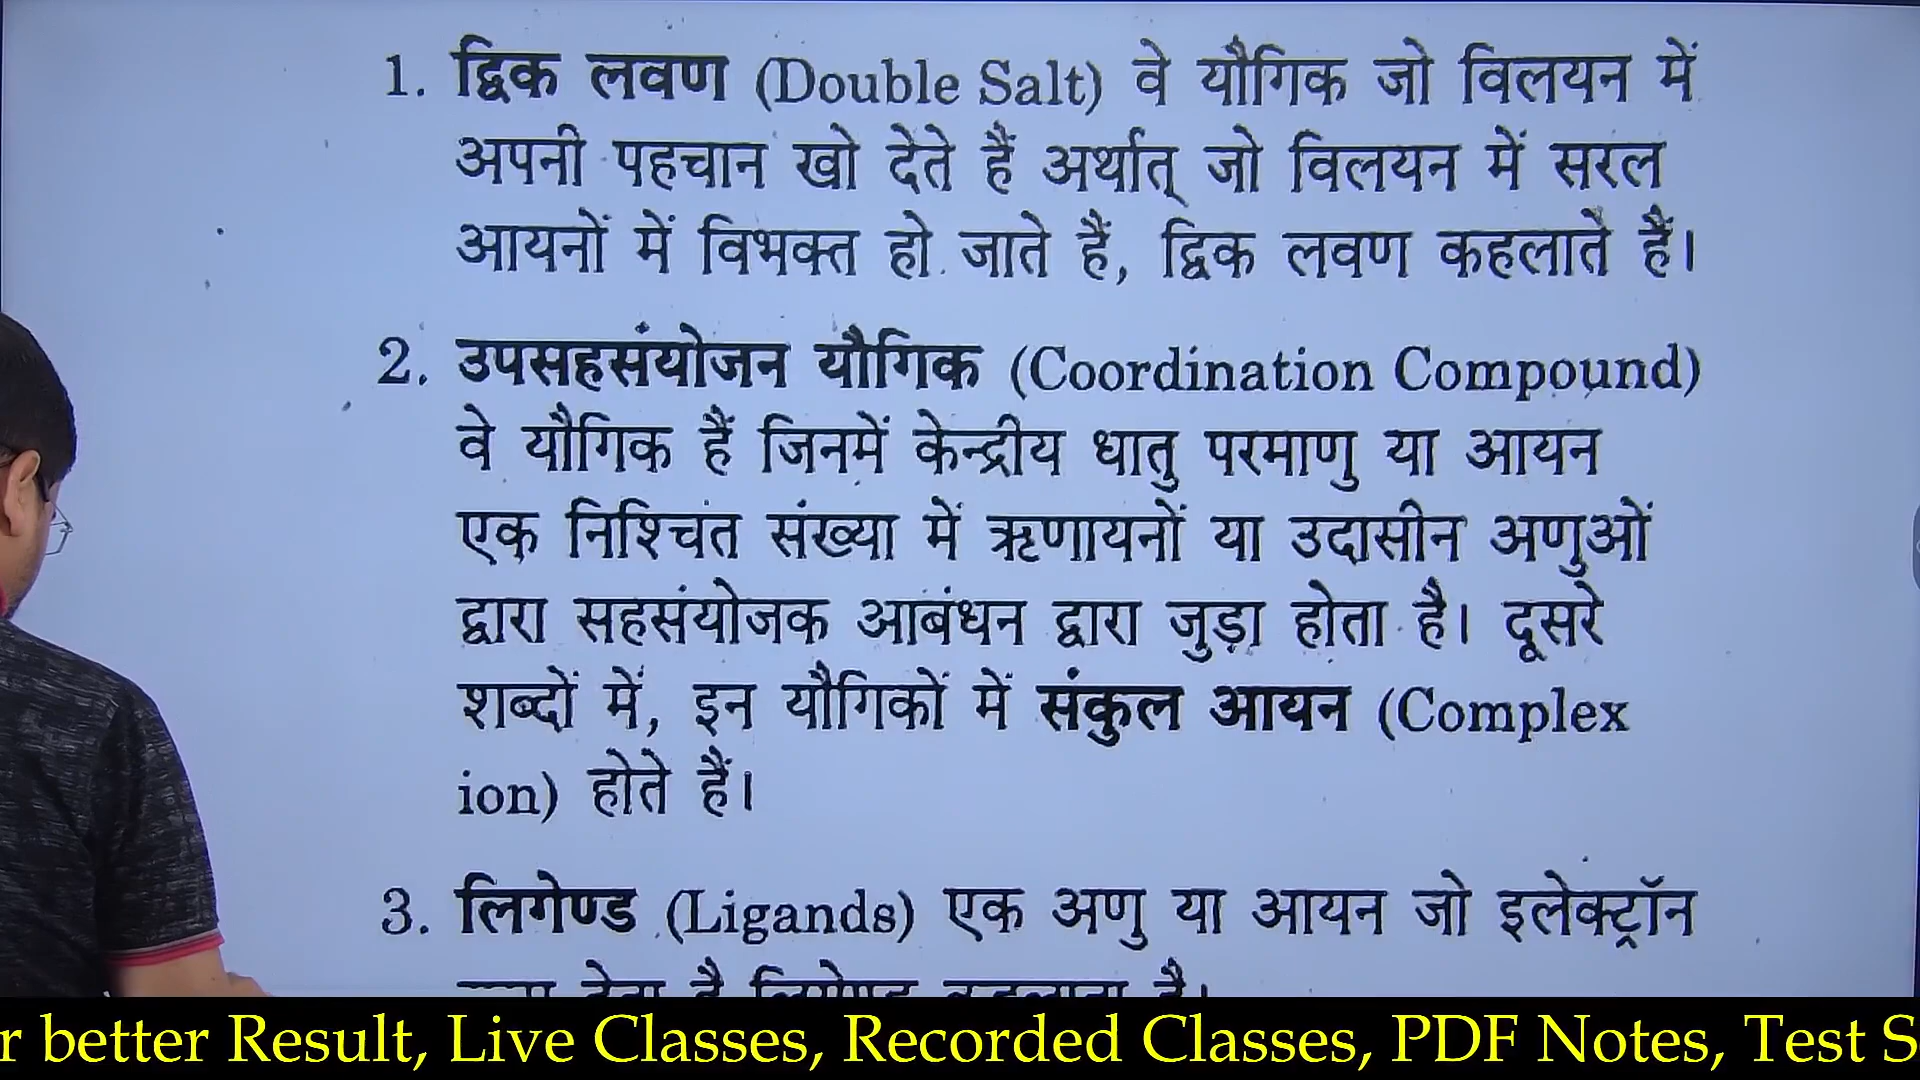 1. द्विक लवण (Double Salt) वे यौगिक जो विलयन में
अपनी पहचान खो देते हैं अर्थात् जो विलयन में सरल
आयनों में विभक्त हो जाते हैं, द्विक लवण कहलाते हैं।
2. उपसहसंयोजन यौगिक (Coordination Compound)
वे यौगिक हैं जिनमें केन्द्रीय धातु परमाणु या आयन
एक निश्चित संख्या में ऋणायनों या उदासीन अणुओं
द्वारा सहसंयोजक आबंधन द्वारा जुड़ा होता है। दूसरे
शब्दों में, इन यौगिकों में संकुल आयन (Complex
ion) होते हैं।
3. लिगेण्ड (Ligands) एक अणु या आयन जो इलेक्ट्रॉन
देता है लिगेण्ड कहलाता है।
r better Result, Live Classes, Recorded Classes, PDF Notes, Test S